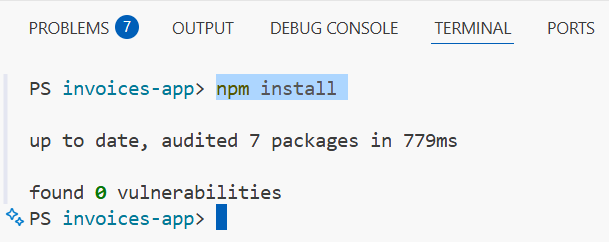 PROBLEMS 7 OUTPUT DEBUG CONSOLE TERMINAL PORTS
PS invoices-app> npm install
up to date, audited 7 packages in 779ms
found 0 vulnerabilities
PS invoices-app>